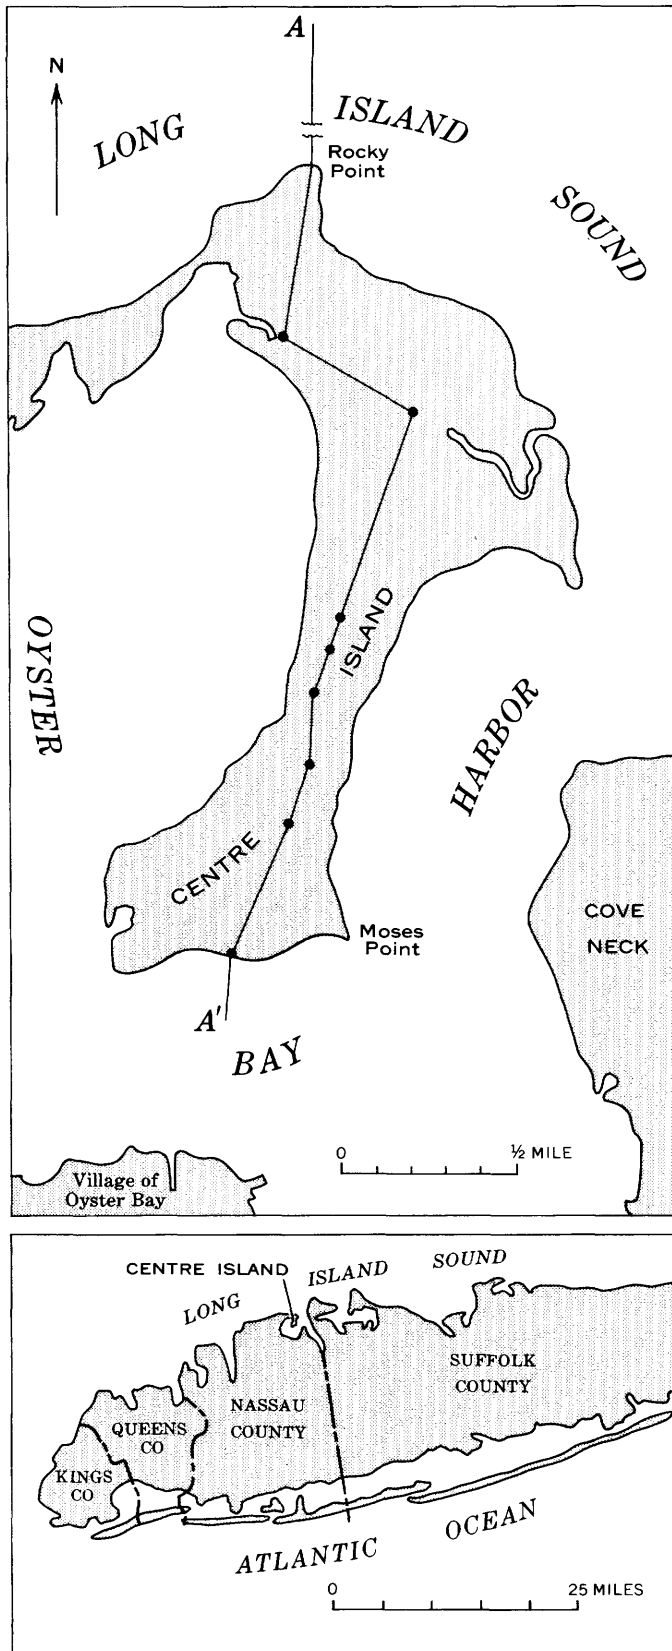 A
N
LONG
ISLAND
SOUND
Rocky
Point
OYSTER
ISLAND
HARBOR
CENTRE
COVE
NECK
Moses
Point
A'
BAY
0 ½ MILE
Village of
Oyster Bay
CENTRE ISLAND
LONG ISLAND SOUND
SUFFOLK
COUNTY
NASSAU
COUNTY
QUEENS
CO
KINGS
CO
ATLANTIC OCEAN
0 25 MILES